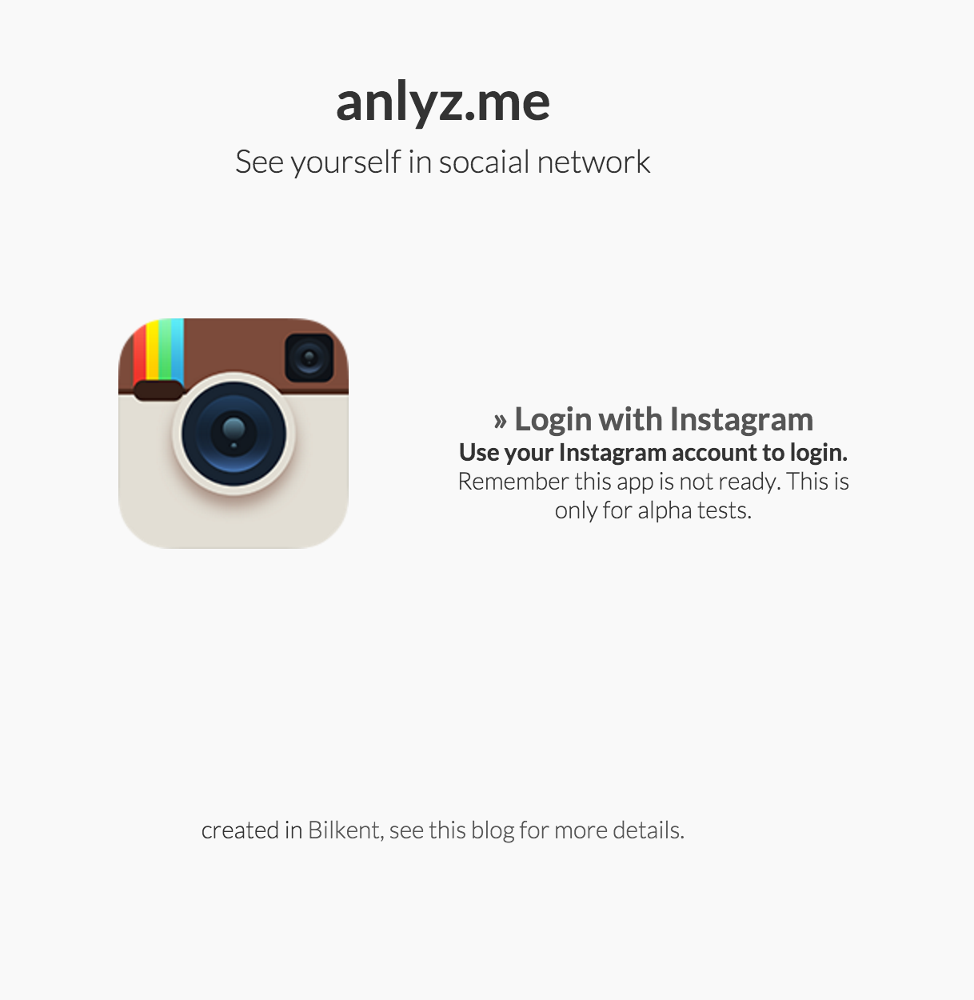 anlyz.me
See yourself in socaial network
» Login with Instagram
Use your Instagram account to login.
Remember this app is not ready. This is
only for alpha tests.
created in Bilkent, see this blog for more details.